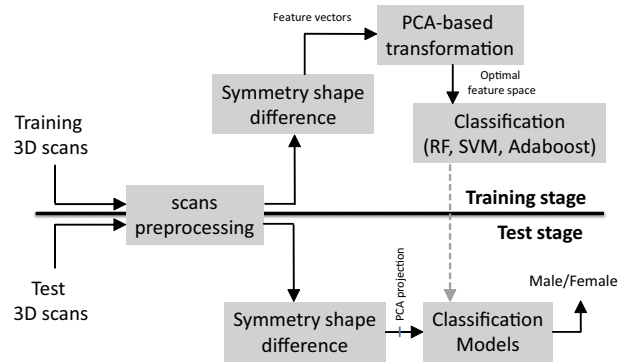 Feature vectors
PCA-based
transformation
Symmetry shape
difference
Optimal
feature space
Training
3D scans
Classification
(RF, SVM, Adaboost)
scans
preprocessing
Training stage
Test stage
Test
3D scans
Symmetry shape
difference
PCA projection
Classification
Models
Male/Female